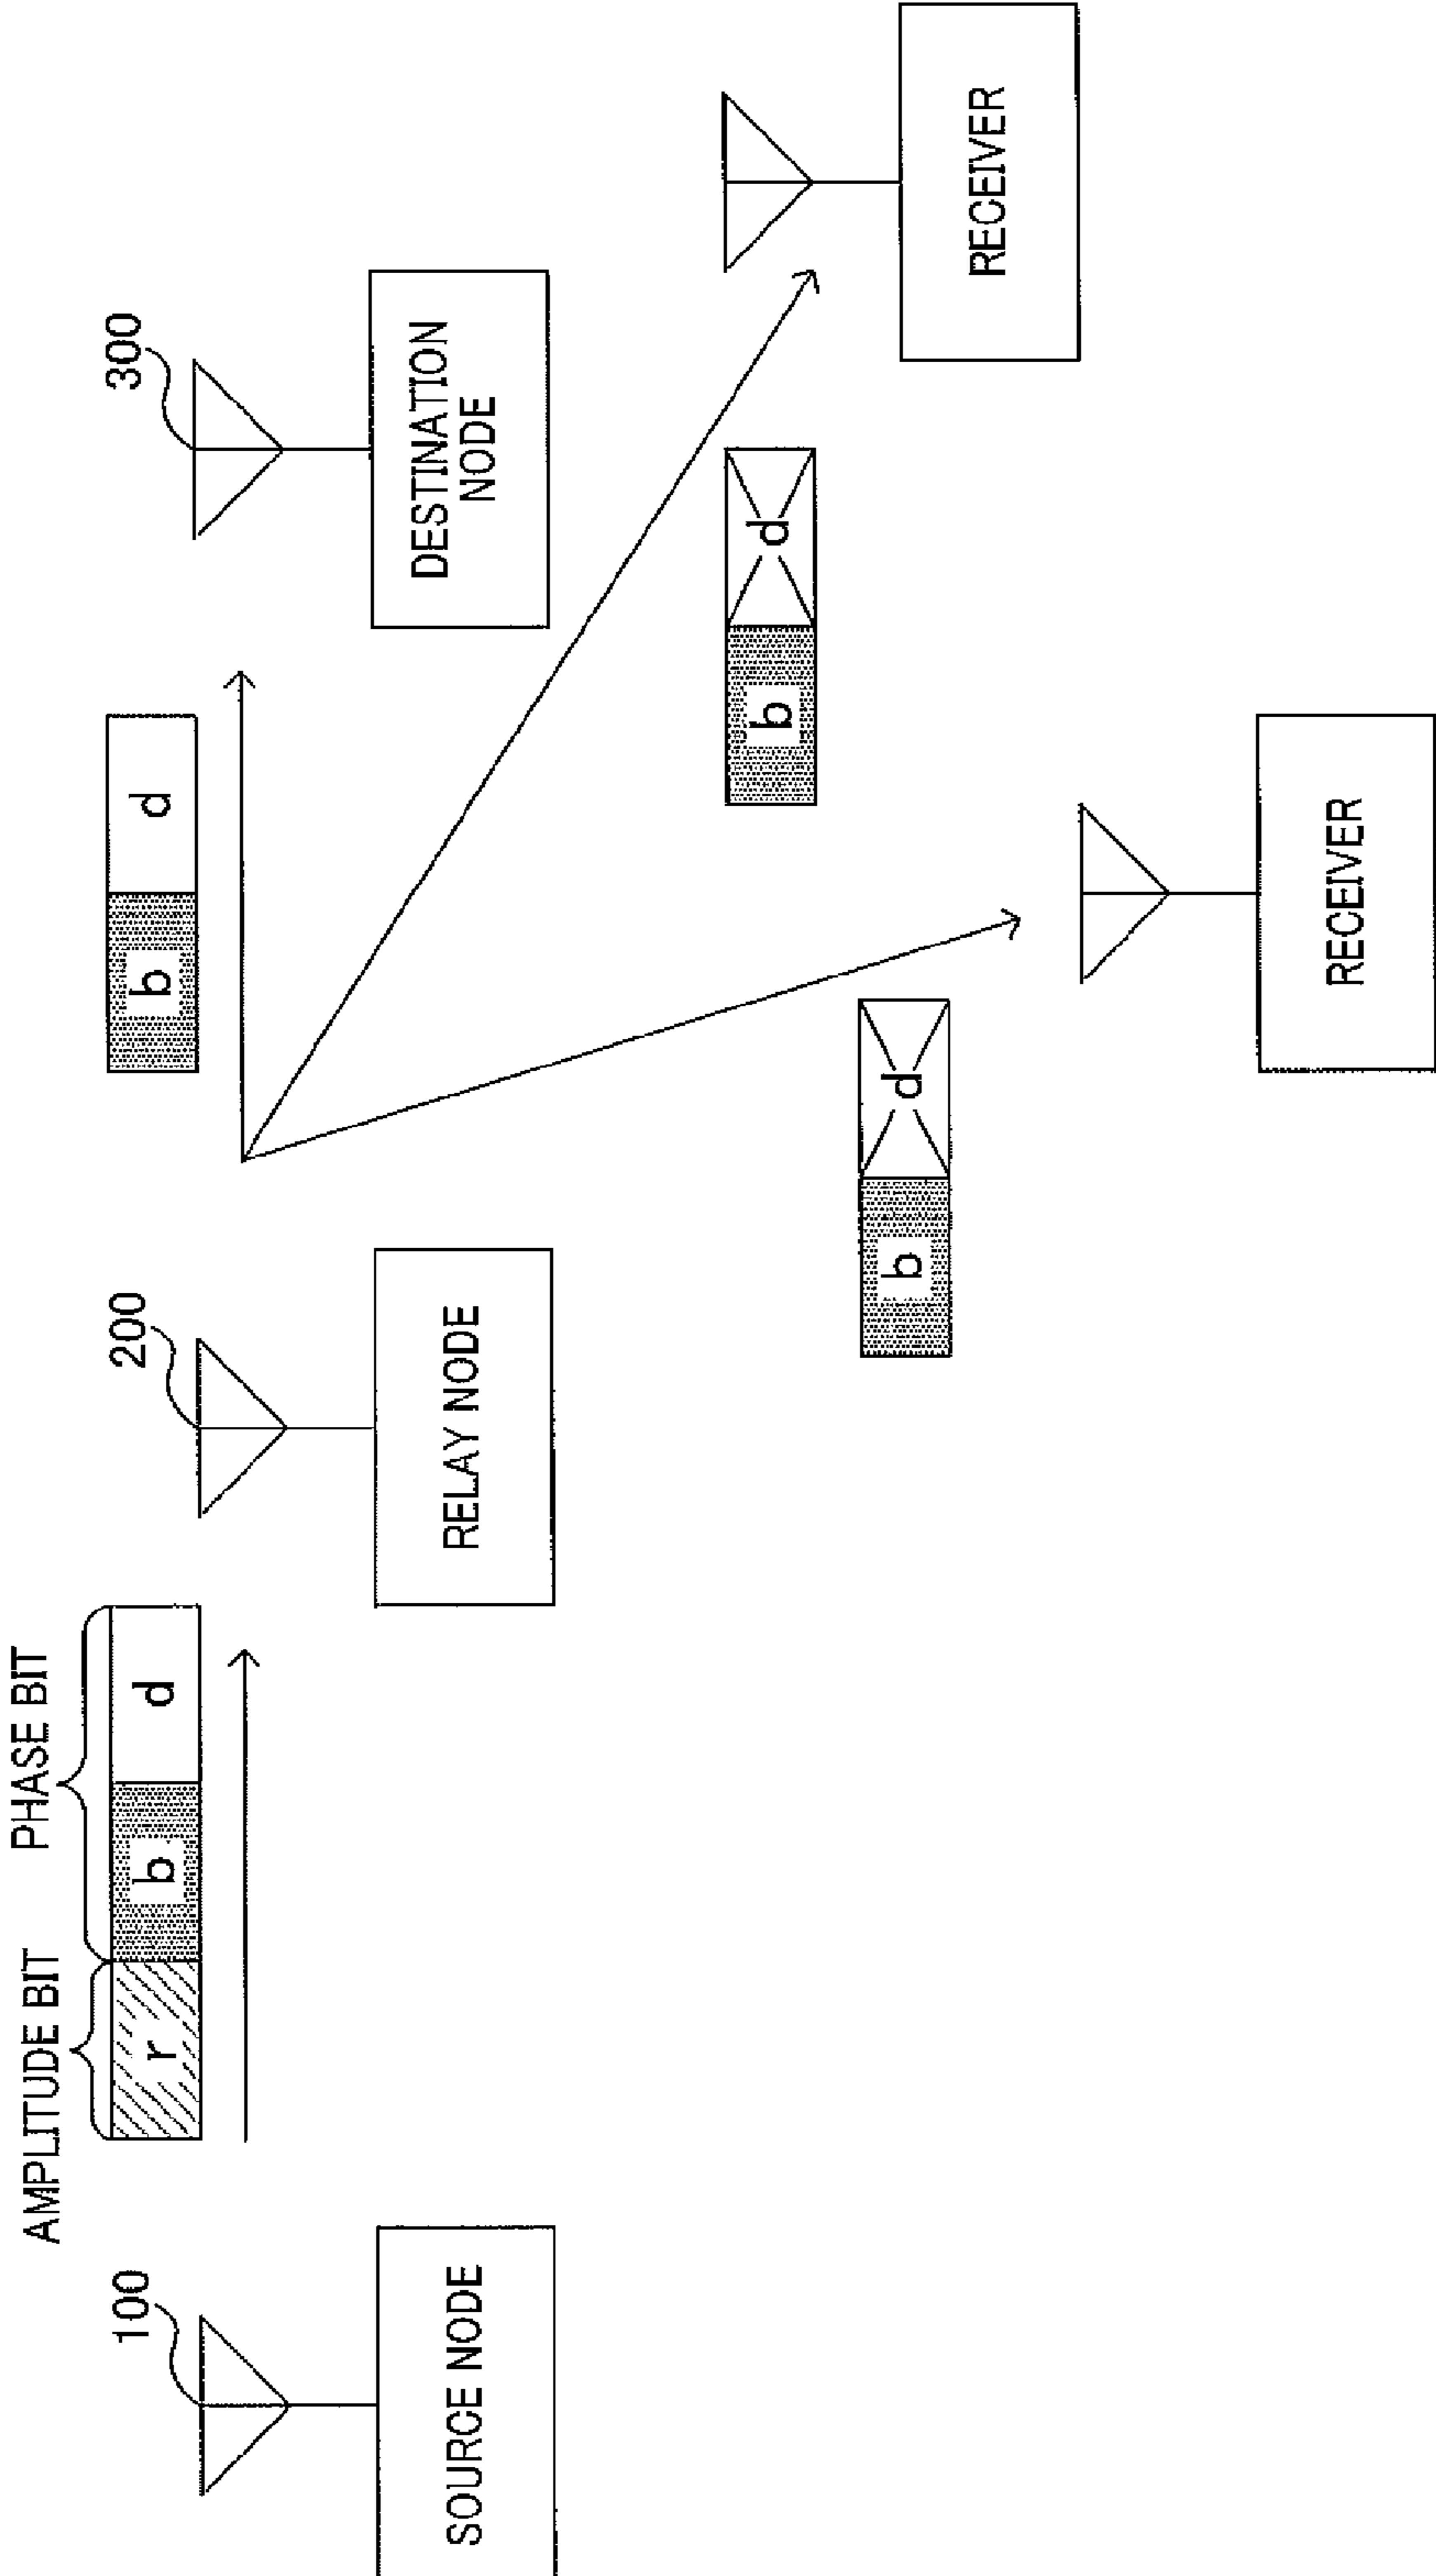 AMPLITUDE BIT
PHASE BIT
r
b
d
b
d
100
200
300
SOURCE NODE
RELAY NODE
DESTINATION
NODE
b
d
b
d
RECEIVER
RECEIVER